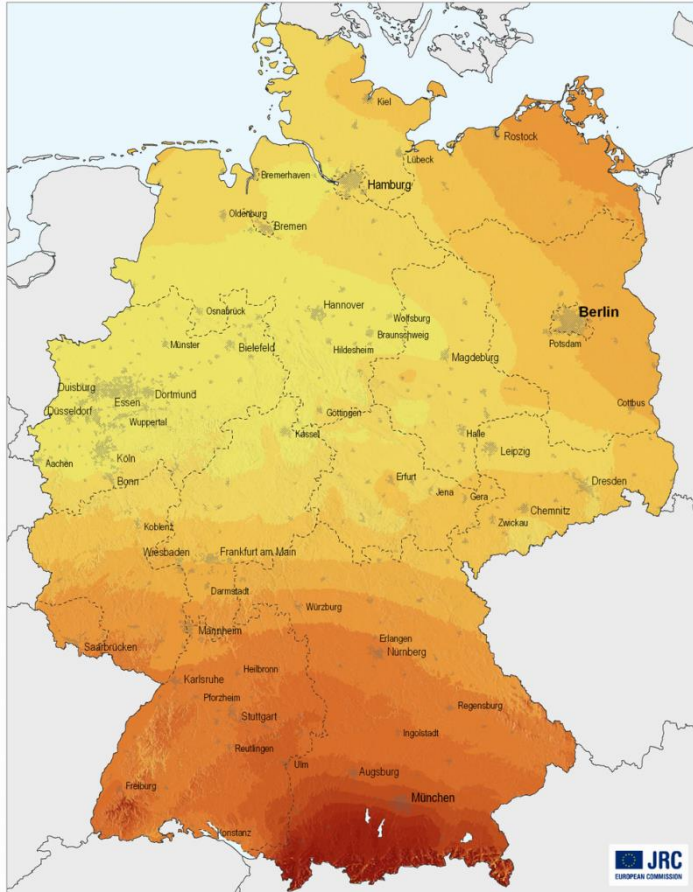 Kiel
Rostock
Lübeck
Bremerhaven
Hamburg
Oldenburg
Bremen
Berlin
Osnabrück
Hannover
Wolfsburg
Braunschweig
Potsdam
Münster
Bielefeld
Hildesheim
Magdeburg
Duisburg
Essen
Dortmund
Düsseldorf
Wuppertal
Göttingen
Cottbus
Kassel
Halle
Leipzig
Aachen
Köln
Bonn
Erfurt
Jena
Gera
Dresden
Chemnitz
Zwickau
Koblenz
Wiesbaden
Frankfurt am Main
Darmstadt
Würzburg
Mannheim
Erlangen
Nürnberg
Saarbrücken
Heilbronn
Karlsruhe
Pforzheim
Regensburg
Stuttgart
Ingolstadt
Reutlingen
Ulm
Augsburg
Freiburg
München
Konstanz
JRC
EUROPEAN COMMISSION